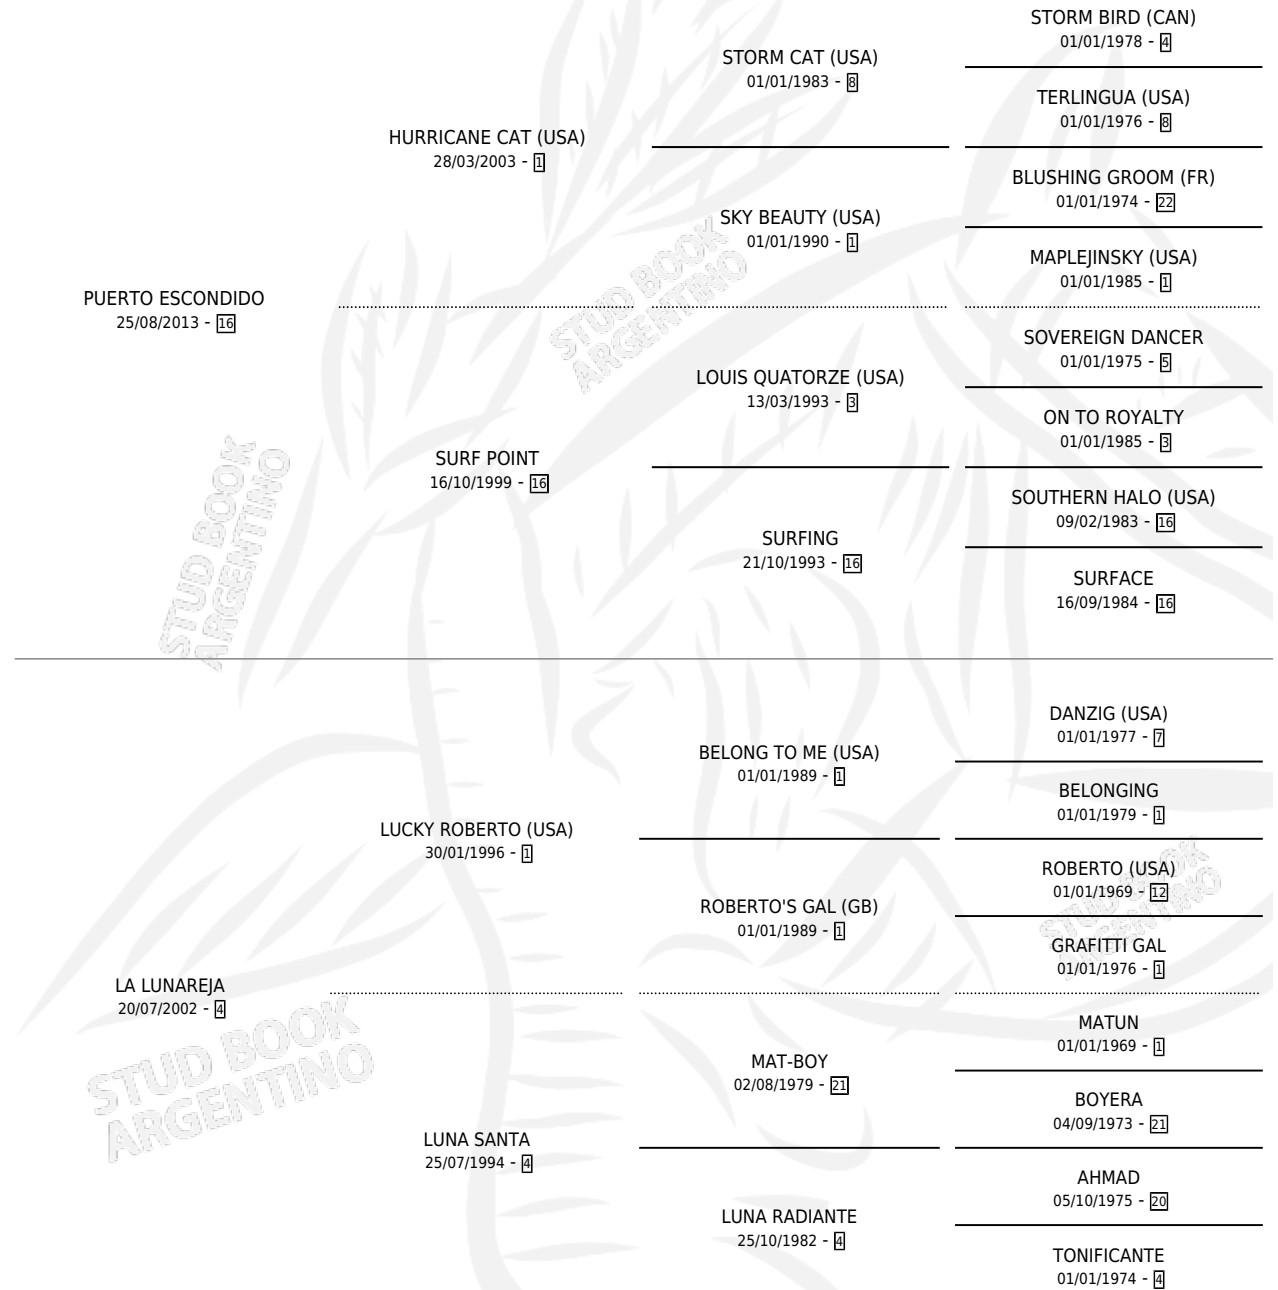 STORM BIRD (CAN)
01/01/1978 - 4
STORM CAT (USA)
01/01/1983 - 8
TERLINGUA (USA)
01/01/1976 - 8
HURRICANE CAT (USA)
28/03/2003 - 1
BLUSHING GROOM (FR)
01/01/1974 - 22
SKY BEAUTY (USA)
01/01/1990 - 1
MAPLEJINSKY (USA)
01/01/1985 - 1
PUERTO ESCONDIDO
25/08/2013 - 16
SOVEREIGN DANCER
01/01/1975 - 5
LOUIS QUATORZE (USA)
13/03/1993 - 3
ON TO ROYALTY
01/01/1985 - 3
SURF POINT
16/10/1999 - 16
SOUTHERN HALO (USA)
09/02/1983 - 16
SURFING
21/10/1993 - 16
SURFACE
16/09/1984 - 16
STUD BOOK
ARGENTINO
STUD BOOK
ARGENTINO
DANZIG (USA)
01/01/1977 - 7
BELONG TO ME (USA)
01/01/1989 - 1
BELONGING
01/01/1979 - 1
LUCKY ROBERTO (USA)
30/01/1996 - 1
ROBERTO (USA)
01/01/1969 - 12
ROBERTO'S GAL (GB)
01/01/1989 - 1
GRAFITTI GAL
01/01/1976 - 1
LA LUNAREJA
20/07/2002 - 4
MATUN
01/01/1969 - 1
MAT-BOY
02/08/1979 - 21
BOYERA
04/09/1973 - 21
LUNA SANTA
25/07/1994 - 4
AHMAD
05/10/1975 - 20
LUNA RADIANTE
25/10/1982 - 4
TONIFICANTE
01/01/1974 - 4
STUD BOOK
ARGENTINO
STUD BOOK
ARGENTINO